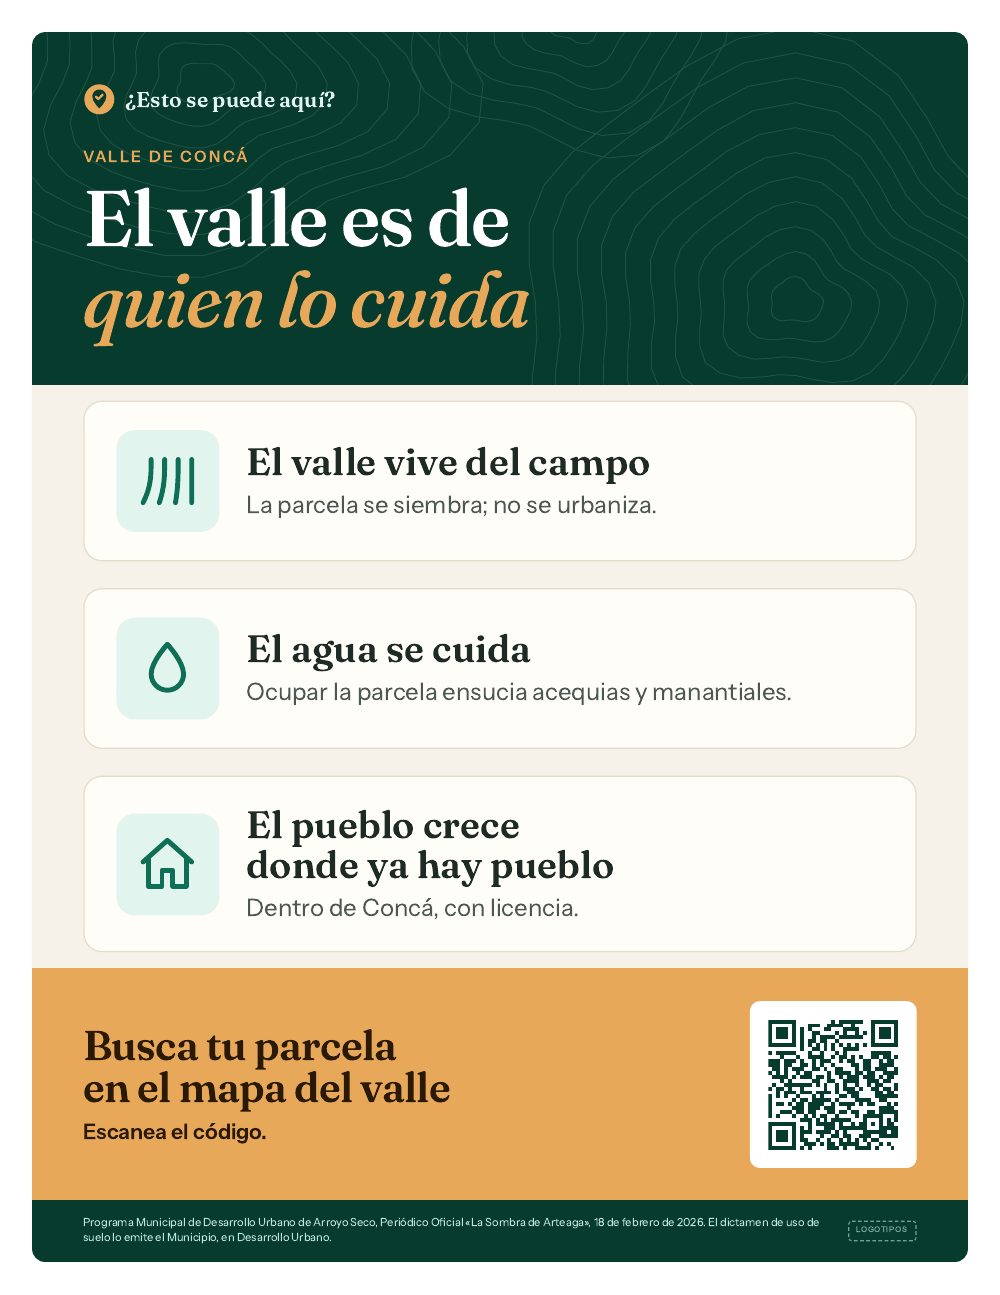 ¿Esto se puede aquí?
VALLE DE CONCÁ
El valle es de
quien lo cuida
El valle vive del campo
La parcela se siembra; no se urbaniza.
El agua se cuida
Ocupar la parcela ensucia acequias y manantiales.
El pueblo crece
donde ya hay pueblo
Dentro de Concá, con licencia.
Busca tu parcela
en el mapa del valle
Escanea el código.
Programa Municipal de Desarrollo Urbano de Arroyo Seco, Periódico Oficial «La Sombra de Arteaga», 18 de febrero de 2026. El dictamen de uso de
suelo lo emite el Municipio, en Desarrollo Urbano.
LOGOTIPOS